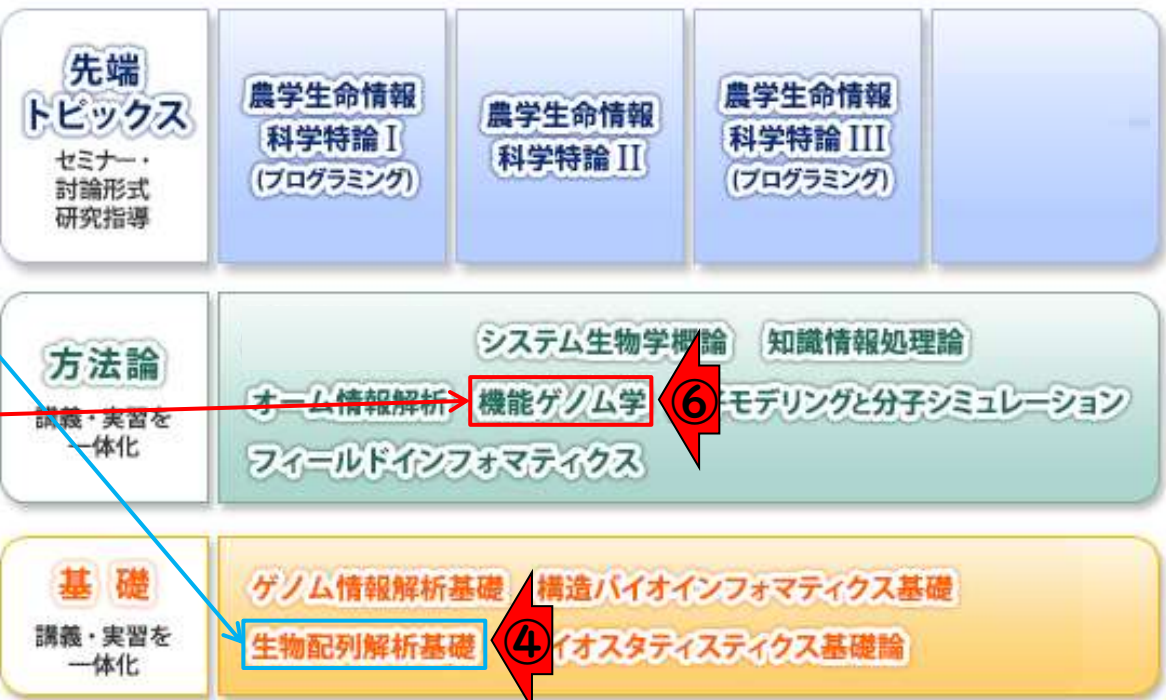 先端
トピックス
セミナー・
討論形式
研究指導
農学生命情報
科学特論 I
(プログラミング)
農学生命情報
科学特論 II
農学生命情報
科学特論 III
(プログラミング)
方法論
講義・実習を
一体化
システム生物学概論 知識情報処理論
オーム情報解析 機能ゲノム学 ⑥ モデリングと分子シミュレーション
フィールドインフォマティクス
基礎
講義・実習を
一体化
ゲノム情報解析基礎 構造バイオインフォマティクス基礎
生物配列解析基礎 ④ イオスタティスティクス基礎論